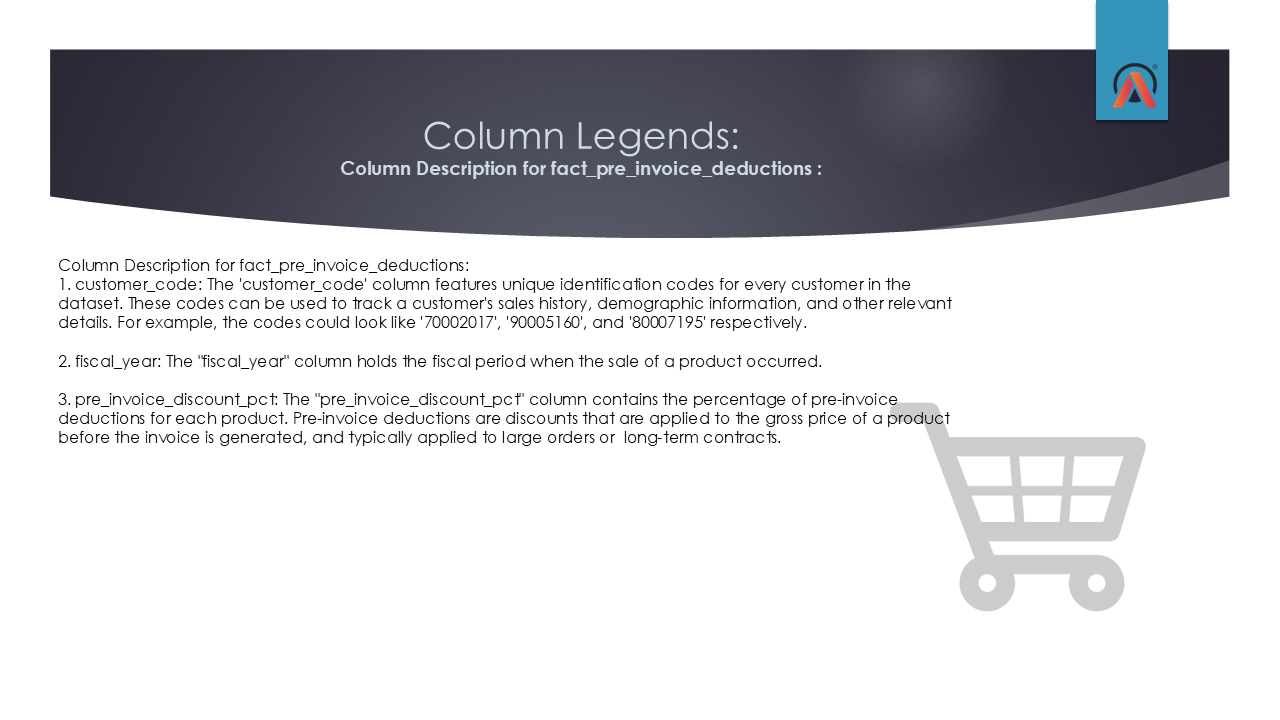 Column Legends:
Column Description for fact_pre_invoice_deductions :
Column Description for fact_pre_invoice_deductions:
1. customer_code: The 'customer_code' column features unique identification codes for every customer in the
dataset. These codes can be used to track a customer's sales history, demographic information, and other relevant
details. For example, the codes could look like '70002017', '90005160', and '80007195' respectively.
2. fiscal_year: The "fiscal_year" column holds the fiscal period when the sale of a product occurred.
3. pre_invoice_discount_pct: The "pre_invoice_discount_pct" column contains the percentage of pre-invoice
deductions for each product. Pre-invoice deductions are discounts that are applied to the gross price of a product
before the invoice is generated, and typically applied to large orders or  long-term contracts.